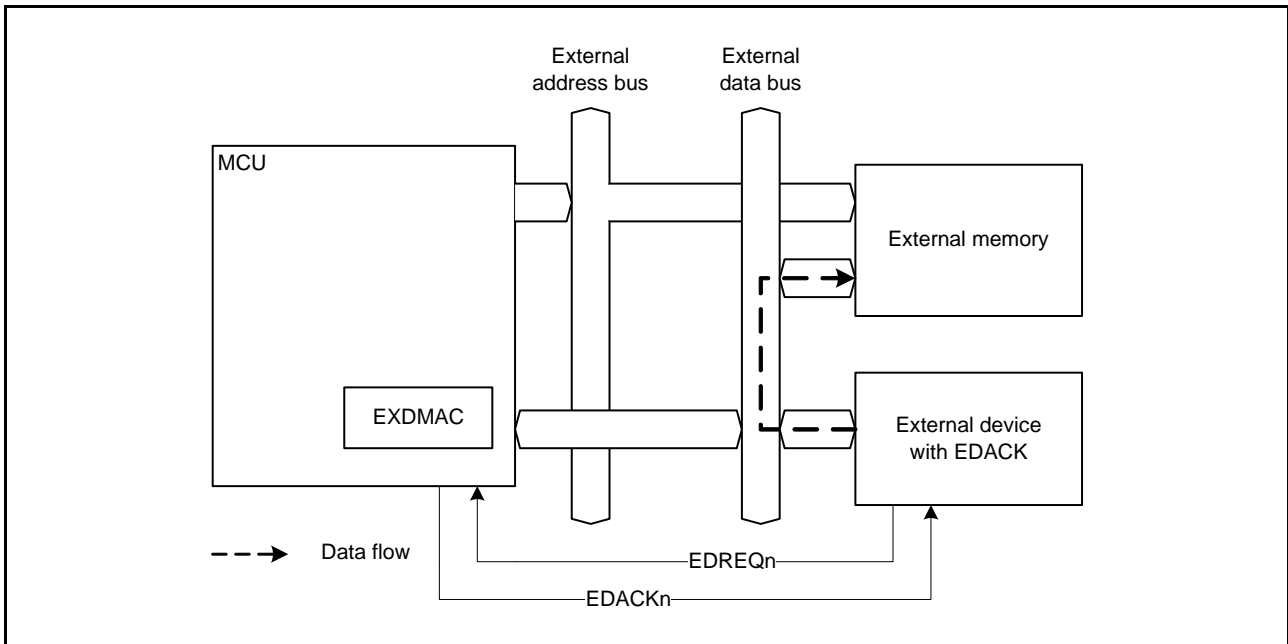 External
address bus
External
data bus
MCU
External memory
EXDMAC
External device
with EDACK
Data flow
EDREQn
EDACKn